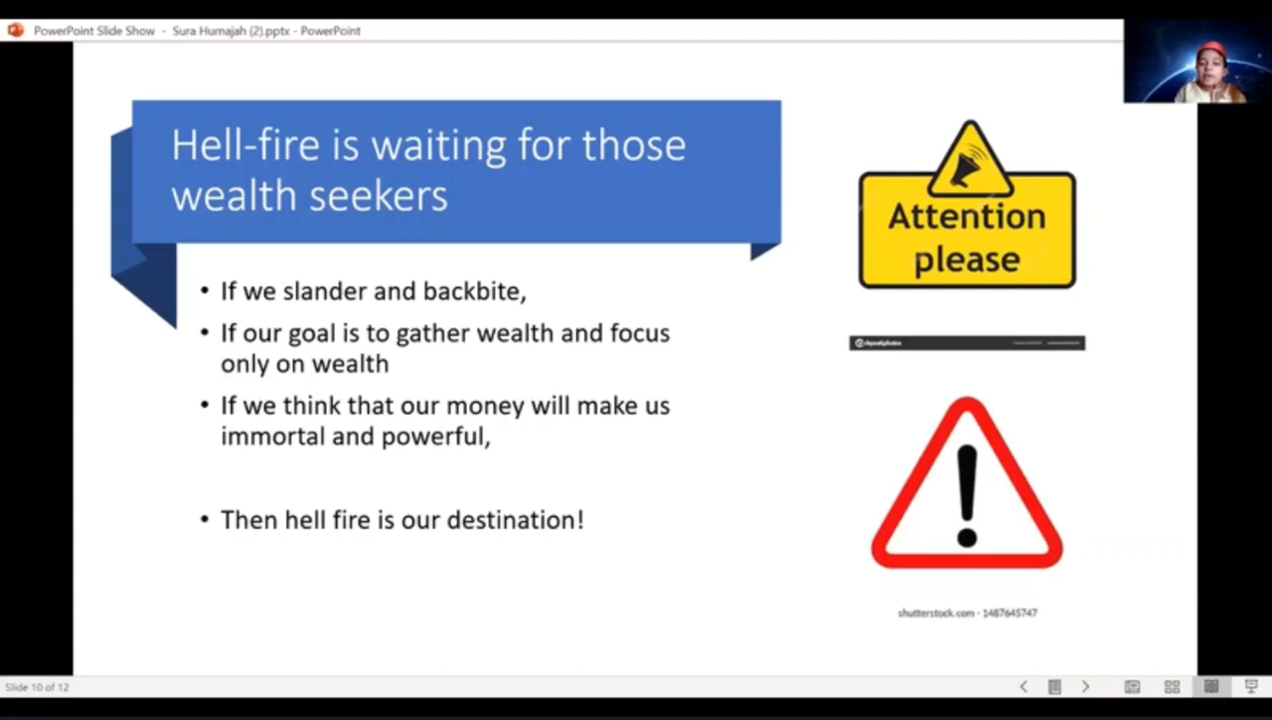 PowerPoint Slide Show - Sura Humajah (2).pptx - PowerPoint
Hell-fire is waiting for those
wealth seekers
• If we slander and backbite,
• If our goal is to gather wealth and focus
only on wealth
• If we think that our money will make us
immortal and powerful,
• Then hell fire is our destination!
Attention
please
depositphotos
shutterstock.com · 1487645747
Slide 10 of 12